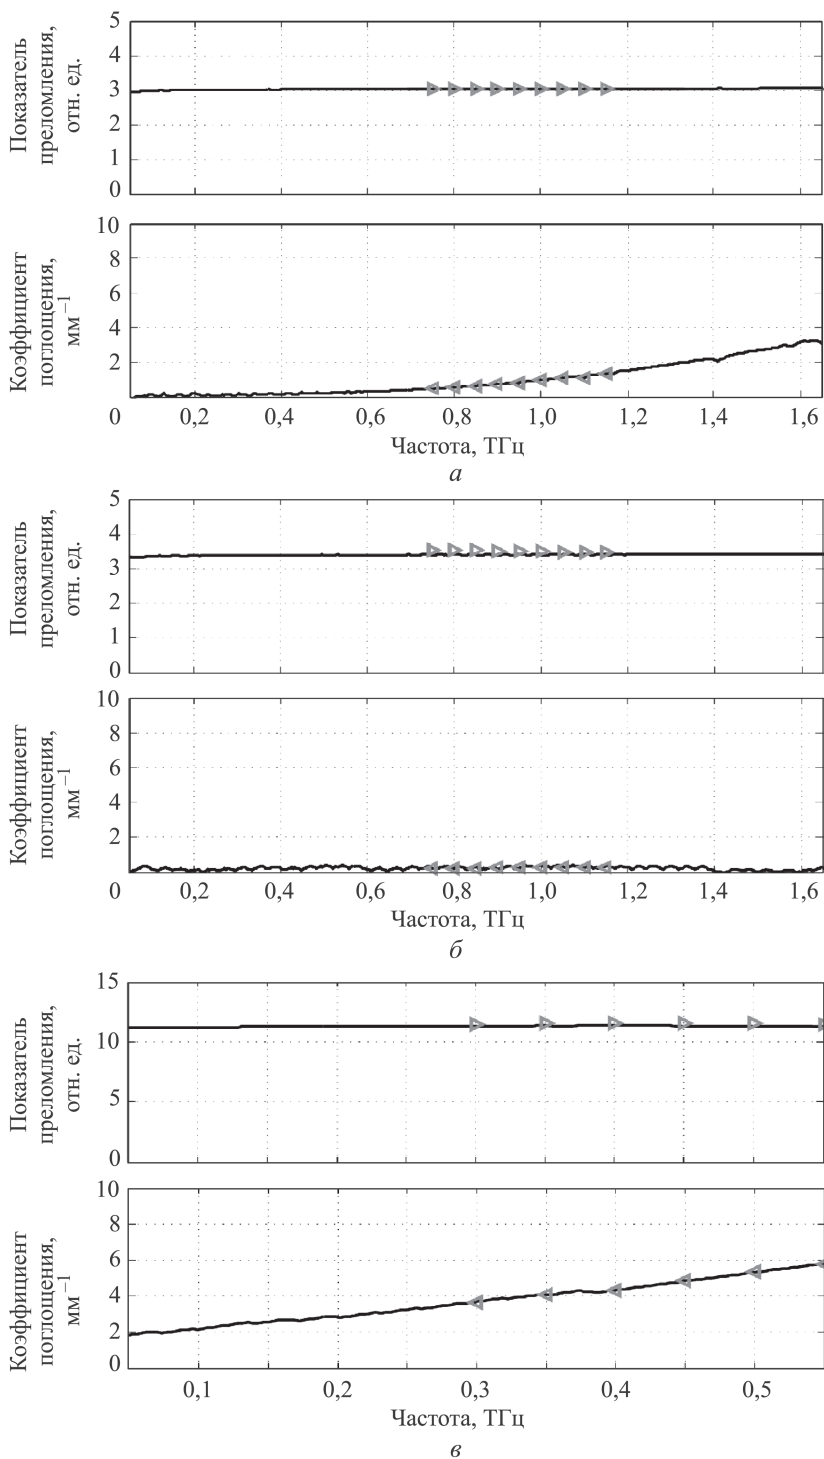 Показатель
преломления,
отн. ед.
5
4
3
2
1
0
Коэффициент
поглощения,
мм⁻¹
10
8
6
4
2
0
0,2
0,4
0,6
0,8
1,0
1,2
1,4
1,6
Частота, ТГц
а
Показатель
преломления,
отн. ед.
5
4
3
2
1
0
Коэффициент
поглощения,
мм⁻¹
10
8
6
4
2
0
0,2
0,4
0,6
0,8
1,0
1,2
1,4
1,6
Частота, ТГц
б
Показатель
преломления,
отн. ед.
15
10
5
0
Коэффициент
поглощения,
мм⁻¹
10
8
6
4
2
0
0,1
0,2
0,3
0,4
0,5
Частота, ТГц
в